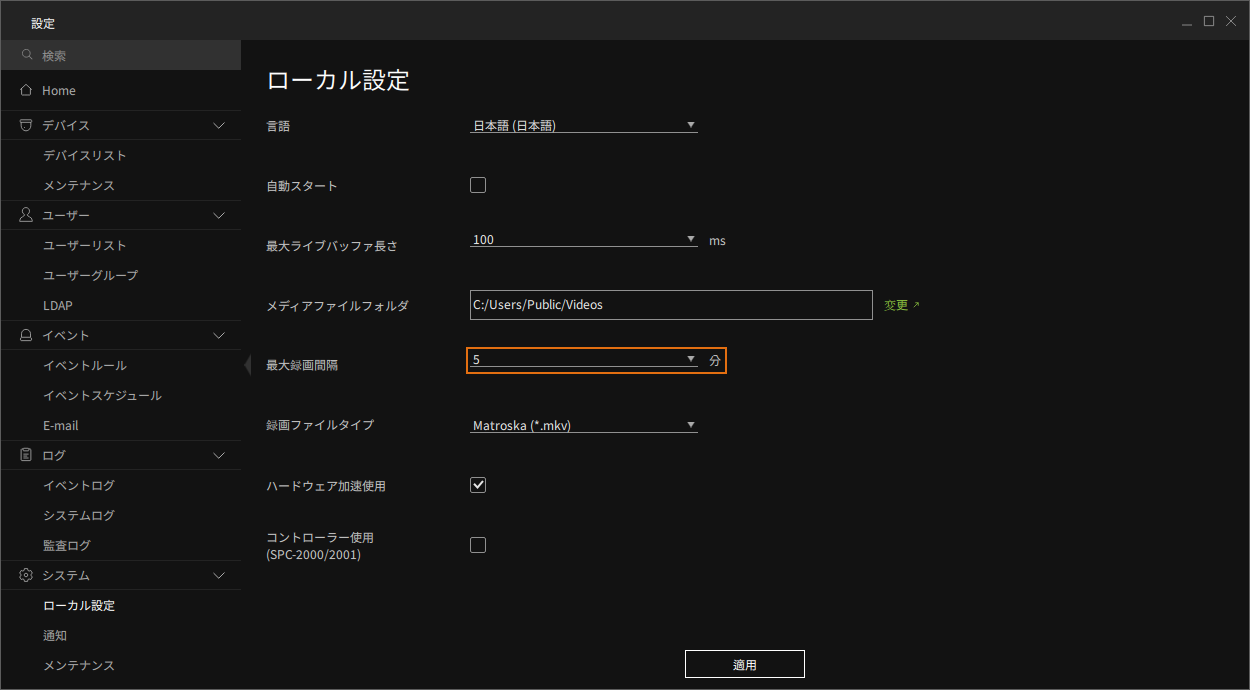 設定
検索
Home
デバイス
デバイスリスト
メンテナンス
ユーザー
ユーザーリスト
ユーザーグループ
LDAP
イベント
イベントルール
イベントスケジュール
E-mail
ログ
イベントログ
システムログ
監査ログ
システム
ローカル設定
通知
メンテナンス
ローカル設定
言語 日本語 (日本語)
自動スタート
最大ライブバッファ長さ 100 ms
メディアファイルフォルダ C:/Users/Public/Videos 変更
最大録画間隔 5 分
録画ファイルタイプ Matroska (*.mkv)
ハードウェア加速使用
コントローラー使用
(SPC-2000/2001)
適用